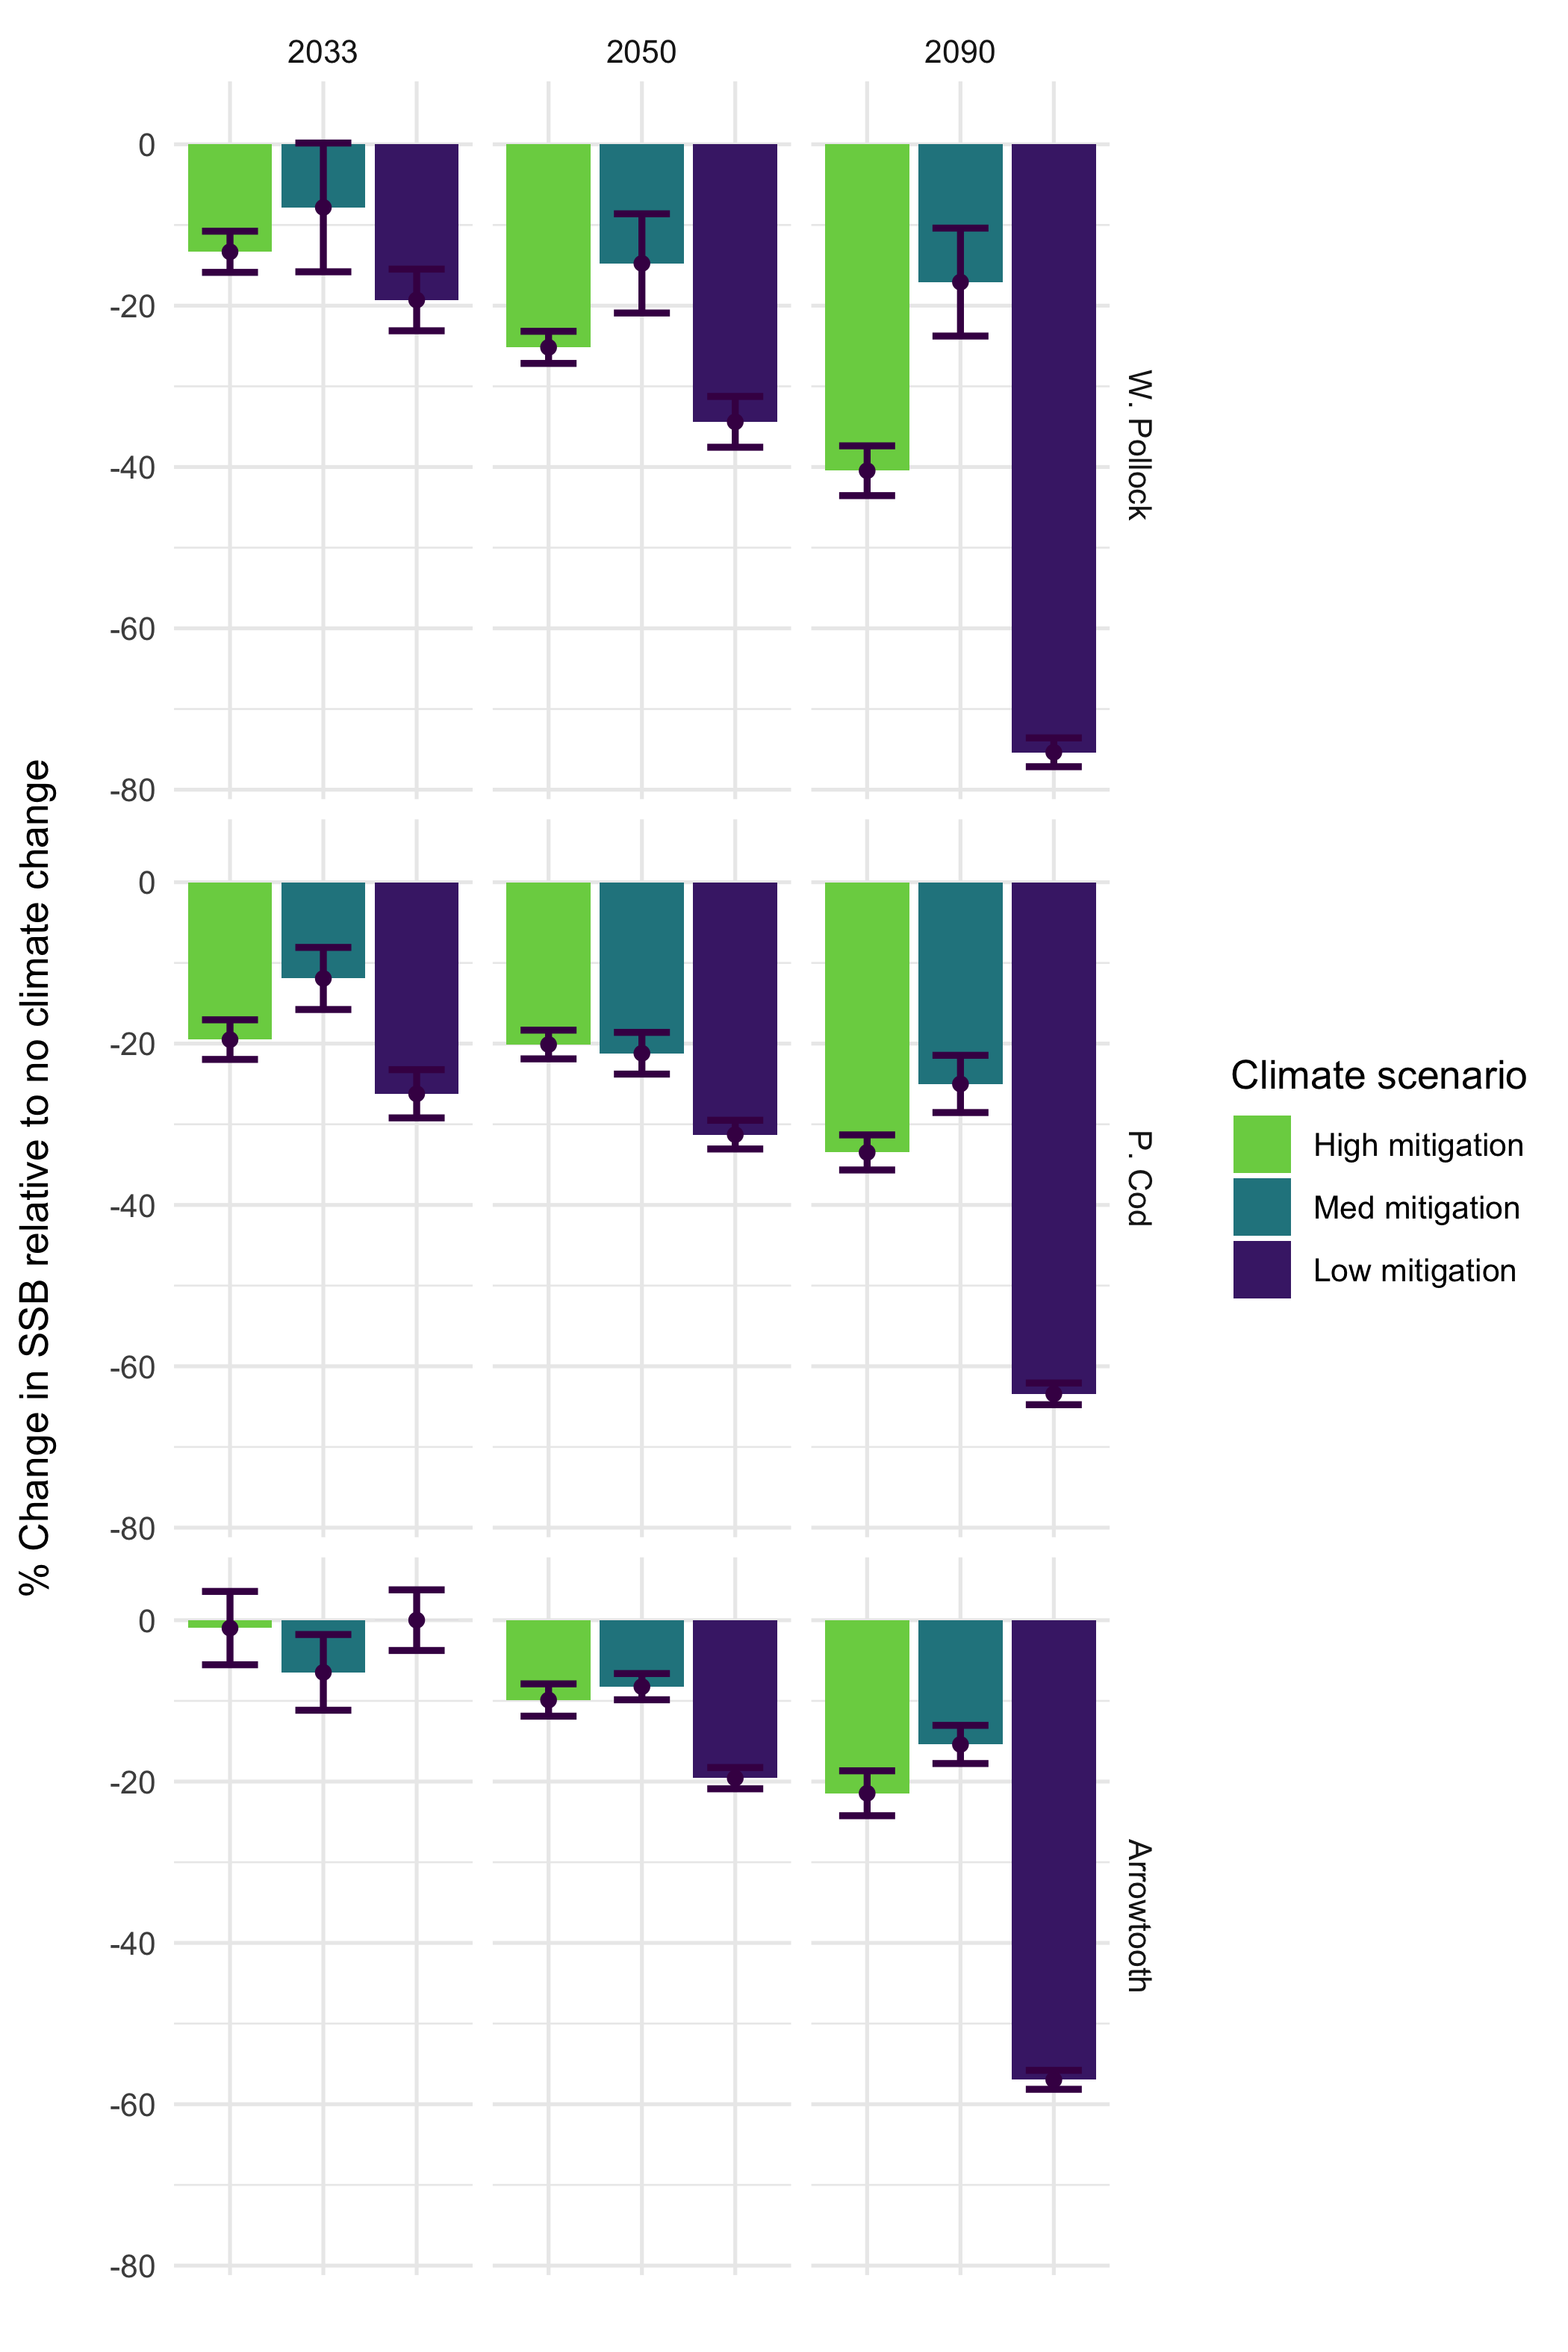 2033 2050 2090
% Change in SSB relative to no climate change
0
-20
-40
-60
-80
W. Pollock
0
-20
-40
-60
-80
P. Cod
0
-20
-40
-60
-80
Arrowtooth
Climate scenario
High mitigation
Med mitigation
Low mitigation